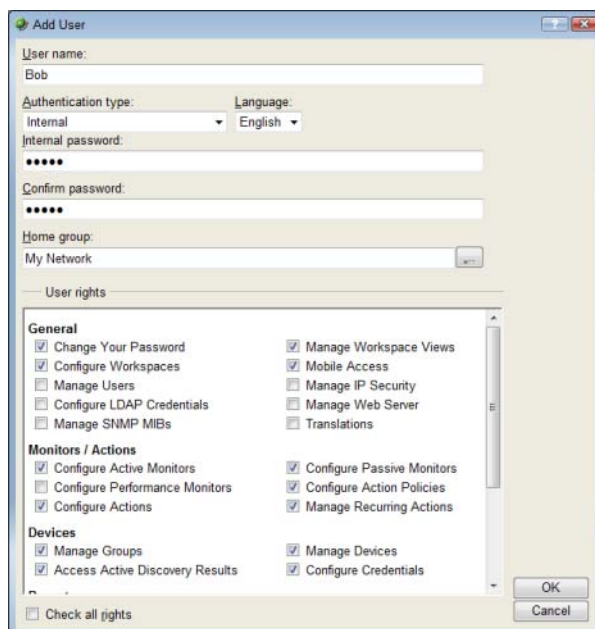 Add User
User name:
Bob
Authentication type: Language:
Internal English
Internal password:
•••••
Confirm password:
•••••
Home group:
My Network ...
User rights
General
Change Your Password Manage Workspace Views
Configure Workspaces Mobile Access
Manage Users Manage IP Security
Configure LDAP Credentials Manage Web Server
Manage SNMP MIBs Translations
Monitors / Actions
Configure Active Monitors Configure Passive Monitors
Configure Performance Monitors Configure Action Policies
Configure Actions Manage Recurring Actions
Devices
Manage Groups Manage Devices
Access Active Discovery Results Configure Credentials
OK
Check all rights Cancel